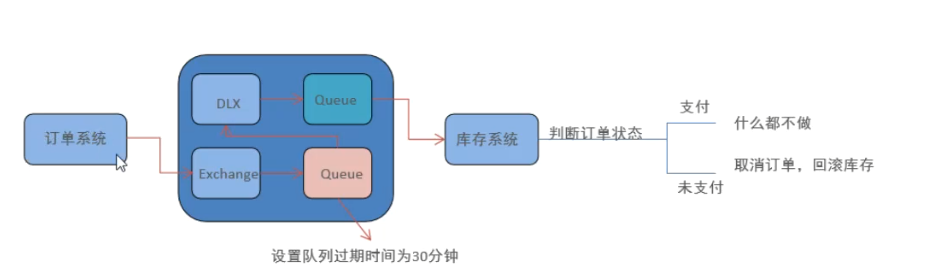 订单系统
DLX
Queue
Exchange
Queue
设置队列过期时间为30分钟
库存系统
判断订单状态
支付
什么都不做
未支付
取消订单，回滚库存